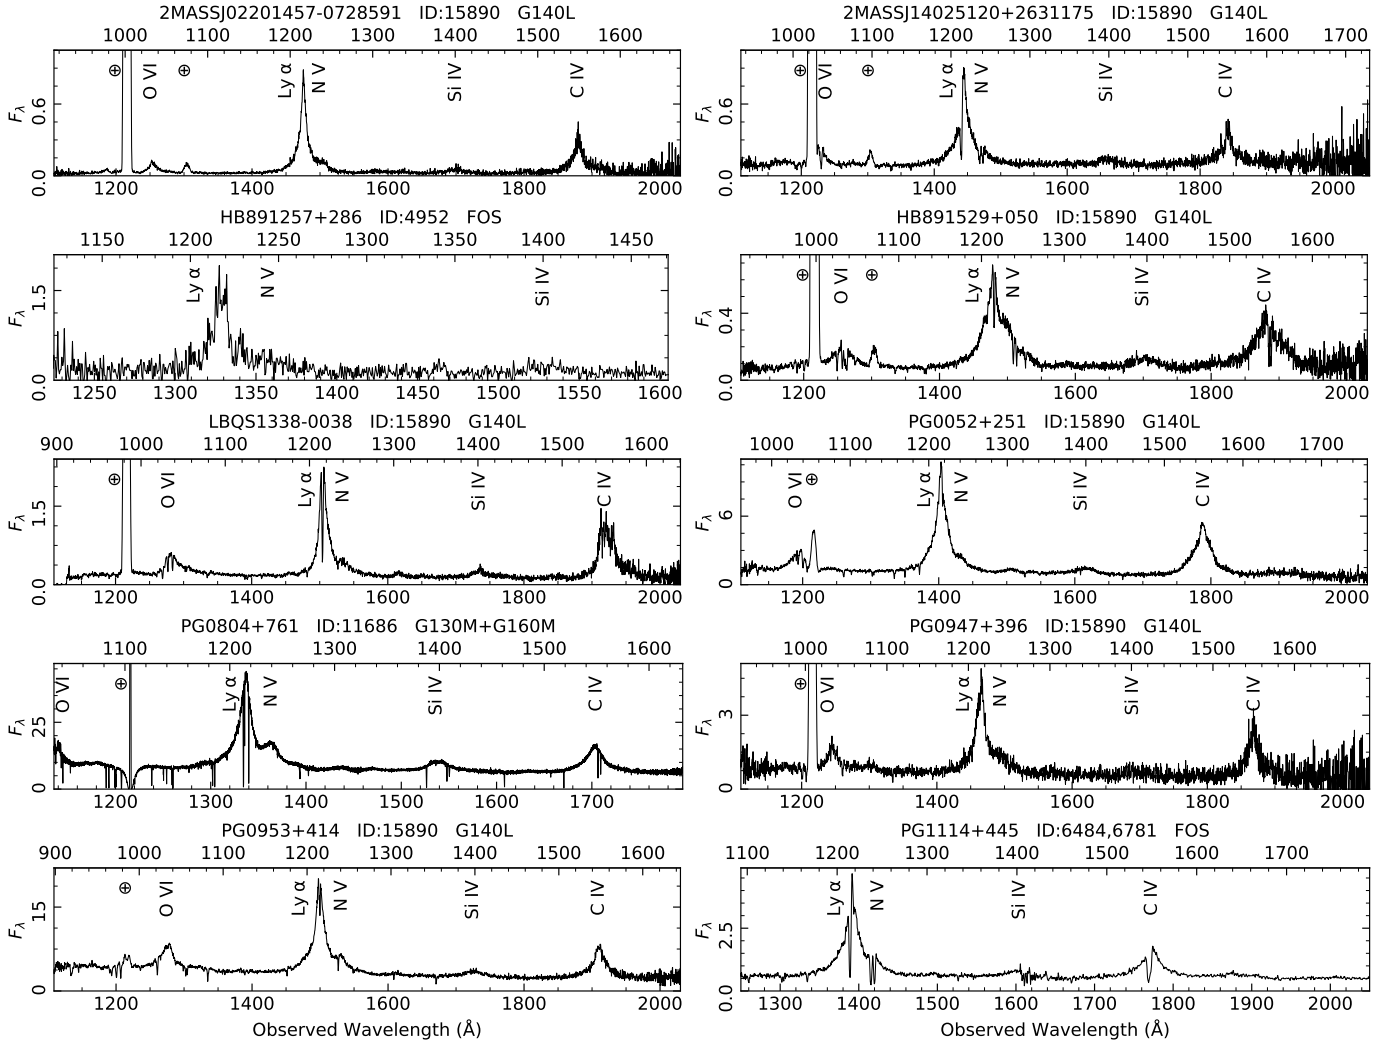 2MASSJ02201457-0728591 ID:15890 G140L
1000 1100 1200 1300 1400 1500 1600
⊕ O VI ⊕ Ly α N V Si IV C IV
Fλ
0.0 0.6
1200 1400 1600 1800 2000
2MASSJ14025120+2631175 ID:15890 G140L
1000 1100 1200 1300 1400 1500 1600 1700
⊕ O VI ⊕ Ly α N V Si IV C IV
Fλ
0.0 0.6
1200 1400 1600 1800 2000
HB891257+286 ID:4952 FOS
1150 1200 1250 1300 1350 1400 1450
Ly α N V Si IV
Fλ
0.0 1.5
1250 1300 1350 1400 1450 1500 1550 1600
HB891529+050 ID:15890 G140L
1000 1100 1200 1300 1400 1500 1600
⊕ O VI ⊕ Ly α N V Si IV C IV
Fλ
0.0 0.4
1200 1400 1600 1800 2000
LBQS1338-0038 ID:15890 G140L
900 1000 1100 1200 1300 1400 1500 1600
⊕ O VI Ly α N V Si IV C IV
Fλ
0.0 1.5
1200 1400 1600 1800 2000
PG0052+251 ID:15890 G140L
1000 1100 1200 1300 1400 1500 1600 1700
O VI ⊕ Ly α N V Si IV C IV
Fλ
0 6
1200 1400 1600 1800 2000
PG0804+761 ID:11686 G130M+G160M
1100 1200 1300 1400 1500 1600
O VI ⊕ Ly α N V Si IV C IV
Fλ
0 25
1200 1300 1400 1500 1600 1700
PG0947+396 ID:15890 G140L
1000 1100 1200 1300 1400 1500 1600
⊕ O VI Ly α N V Si IV C IV
Fλ
0 3
1200 1400 1600 1800 2000
PG0953+414 ID:15890 G140L
900 1000 1100 1200 1300 1400 1500 1600
⊕ O VI Ly α N V Si IV C IV
Fλ
0 15
1200 1400 1600 1800 2000
Observed Wavelength (Å)
PG1114+445 ID:6484,6781 FOS
1100 1200 1300 1400 1500 1600 1700
Ly α N V Si IV C IV
Fλ
0.0 2.5
1300 1400 1500 1600 1700 1800 1900 2000
Observed Wavelength (Å)